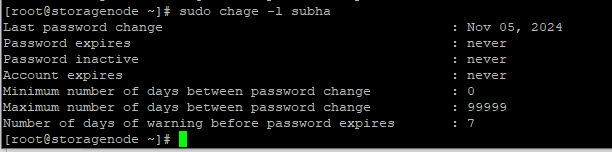 [root@storagenode ~]# sudo chage -l subha
Last password change : Nov 05, 2024
Password expires : never
Password inactive : never
Account expires : never
Minimum number of days between password change : 0
Maximum number of days between password change : 99999
Number of days of warning before password expires : 7
[root@storagenode ~]#